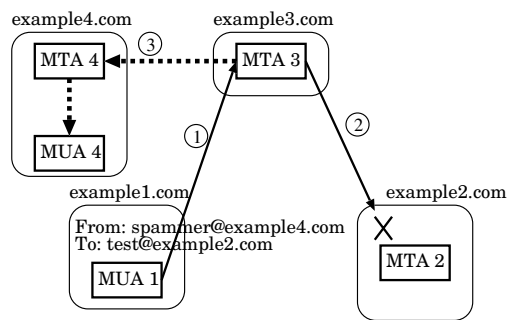 example4.com
example3.com
MTA 4
③
MTA 3
MUA 4
①
②
example1.com
example2.com
From: spammer@example4.com
To: test@example2.com
MUA 1
MTA 2